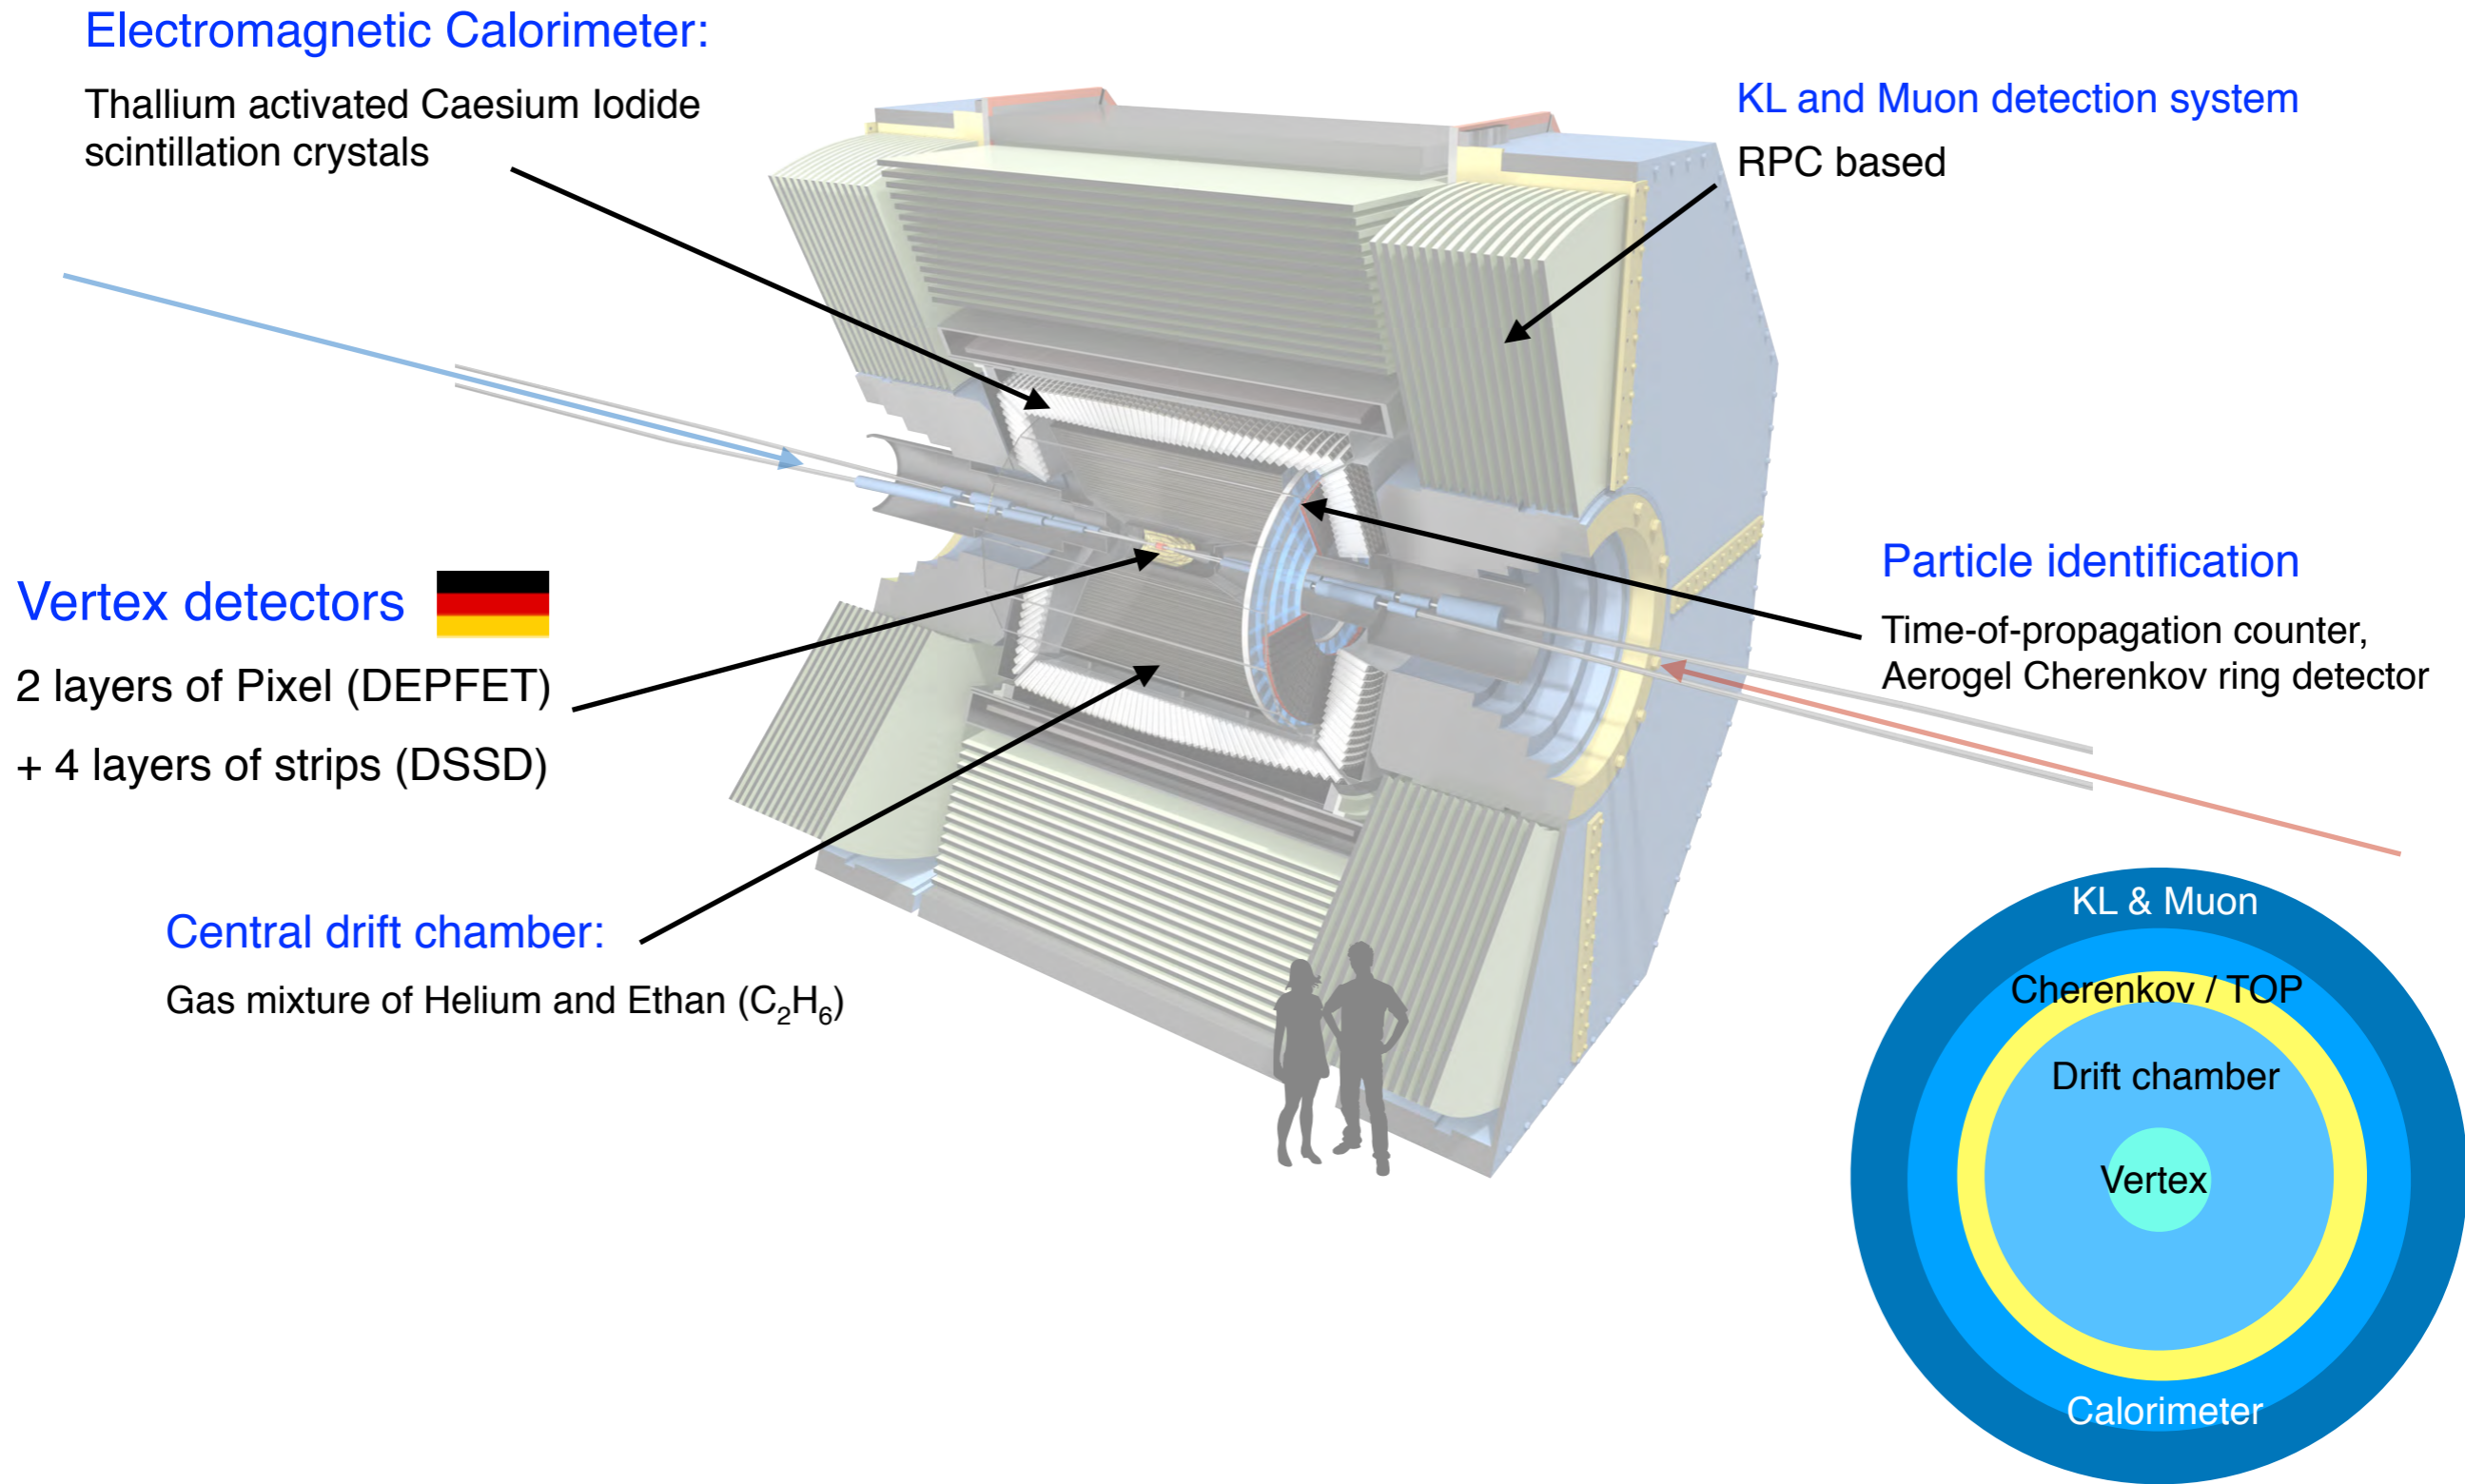 Electromagnetic Calorimeter:
Thallium activated Caesium Iodide
scintillation crystals
KL and Muon detection system
RPC based
Vertex detectors
2 layers of Pixel (DEPFET)
+ 4 layers of strips (DSSD)
Particle identification
Time-of-propagation counter,
Aerogel Cherenkov ring detector
Central drift chamber:
Gas mixture of Helium and Ethan (C₂H₆)
KL & Muon
Cherenkov / TOP
Drift chamber
Vertex
Calorimeter